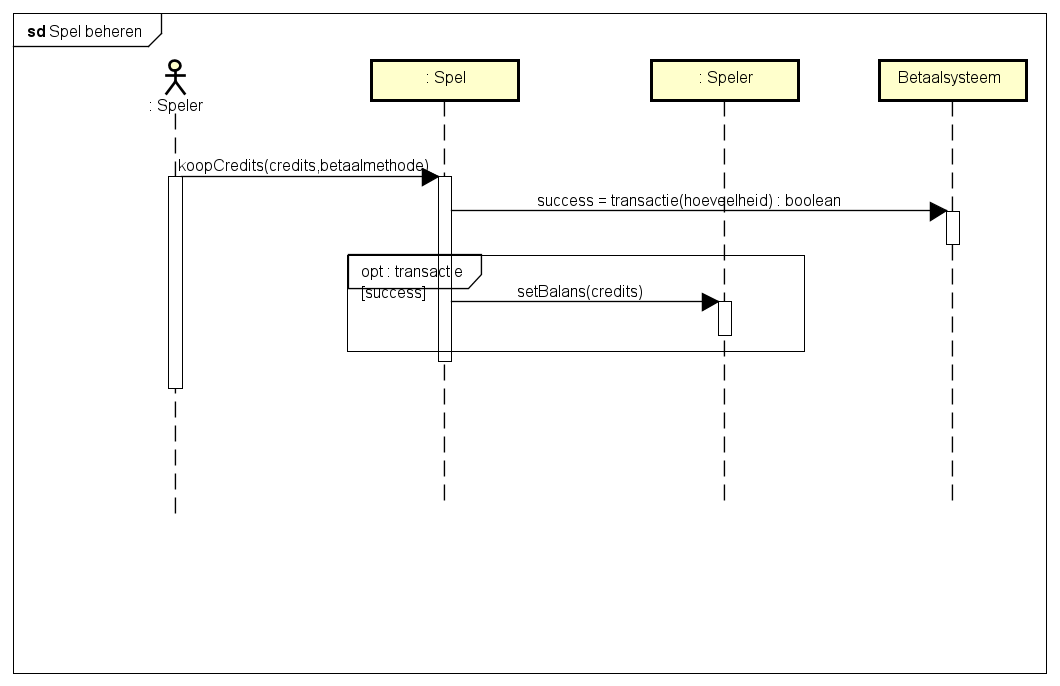 sd Spel beheren
: Speler
: Spel
: Speler
Betaalsysteem
koopCredits(credits,betaalmethode)
success = transactie(hoeveelheid) : boolean
opt : transactie
[success]
setBalans(credits)